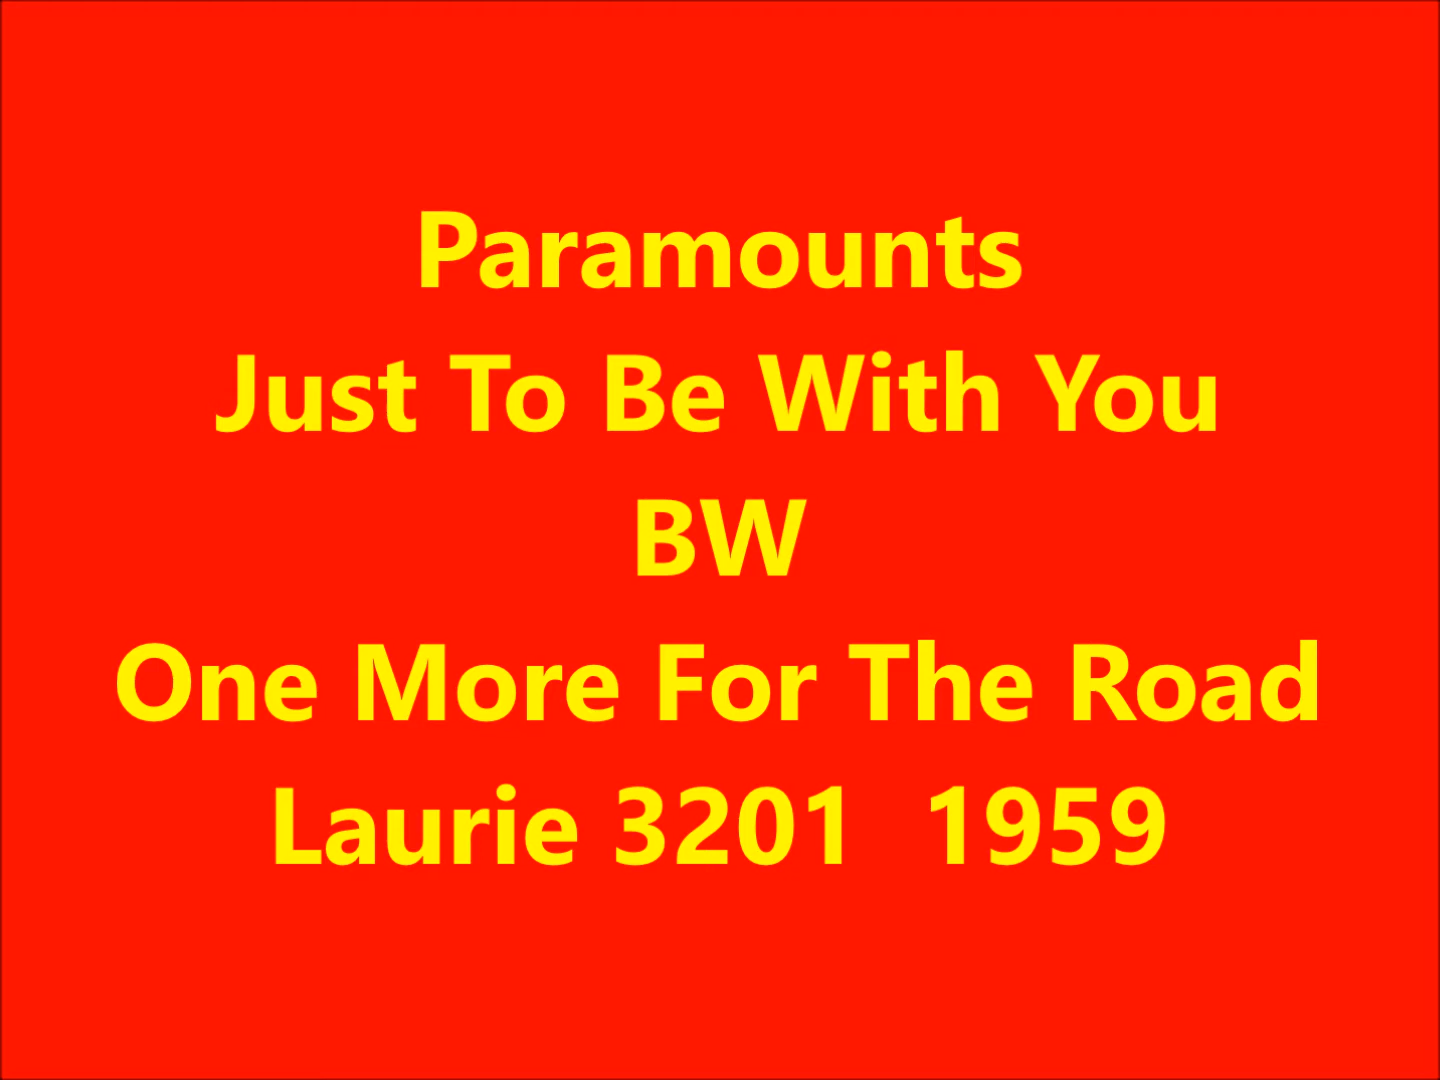 Paramounts
Just To Be With You
BW
One More For The Road
Laurie 3201  1959